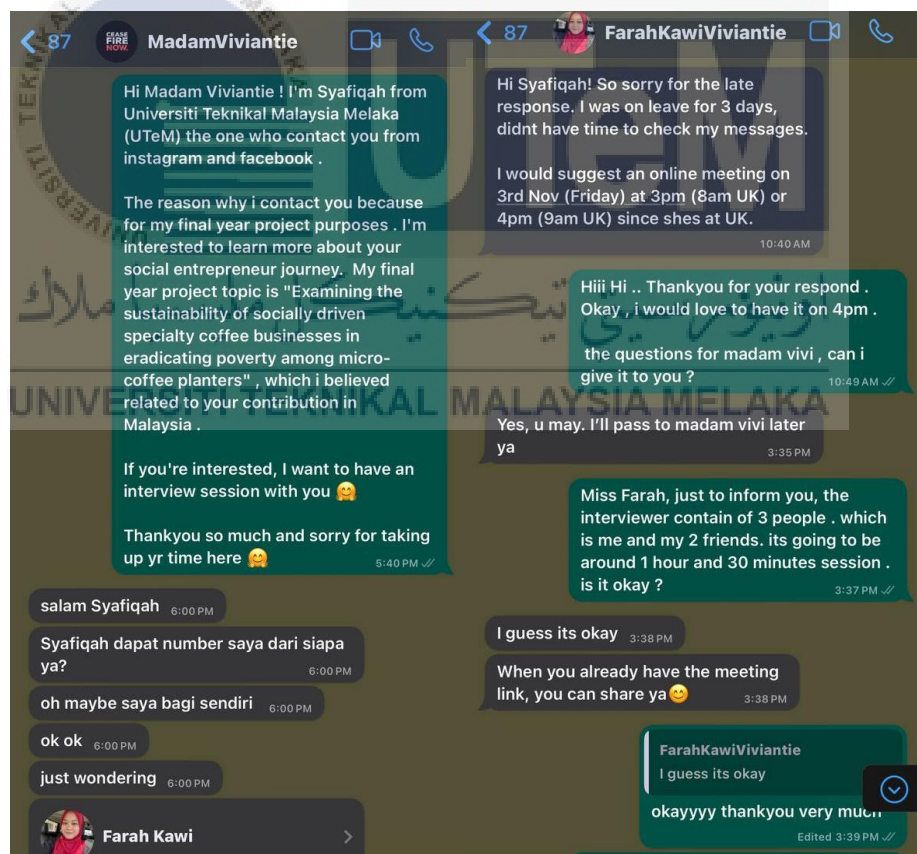 87
CEASE
FIRE
NOW.
MadamViviantie
Hi Madam Viviantie ! I'm Syafiqah from
Universiti Teknikal Malaysia Melaka
(UTeM) the one who contact you from
instagram and facebook .
The reason why i contact you because
for my final year project purposes . I'm
interested to learn more about your
social entrepreneur journey. My final
year project topic is "Examining the
sustainability of socially driven
specialty coffee businesses in
eradicating poverty among micro-
coffee planters" , which i believed
related to your contribution in
Malaysia .
If you're interested, I want to have an
interview session with you 🤗
Thankyou so much and sorry for taking
up yr time here 🤗
5:40 PM
salam Syafiqah 6:00 PM
Syafiqah dapat number saya dari siapa
ya?
6:00 PM
oh maybe saya bagi sendiri 6:00 PM
ok ok 6:00 PM
just wondering 6:00 PM
Farah Kawi
87
FarahKawiViviantie
Hi Syafiqah! So sorry for the late
response. I was on leave for 3 days,
didnt have time to check my messages.
I would suggest an online meeting on
3rd Nov (Friday) at 3pm (8am UK) or
4pm (9am UK) since shes at UK.
10:40 AM
Hiii Hi .. Thankyou for your respond .
Okay , i would love to have it on 4pm .
the questions for madam vivi , can i
give it to you ?
10:49 AM
Yes, u may. I'll pass to madam vivi later
ya
3:35 PM
Miss Farah, just to inform you, the
interviewer contain of 3 people . which
is me and my 2 friends. its going to be
around 1 hour and 30 minutes session .
is it okay ?
3:37 PM
I guess its okay 3:38 PM
When you already have the meeting
link, you can share ya😊
3:38 PM
FarahKawiViviantie
I guess its okay
okayyyy thankyou very much
Edited 3:39 PM
UTeM
UNIVERSITI TEKNIKAL MALAYSIA MELAKA